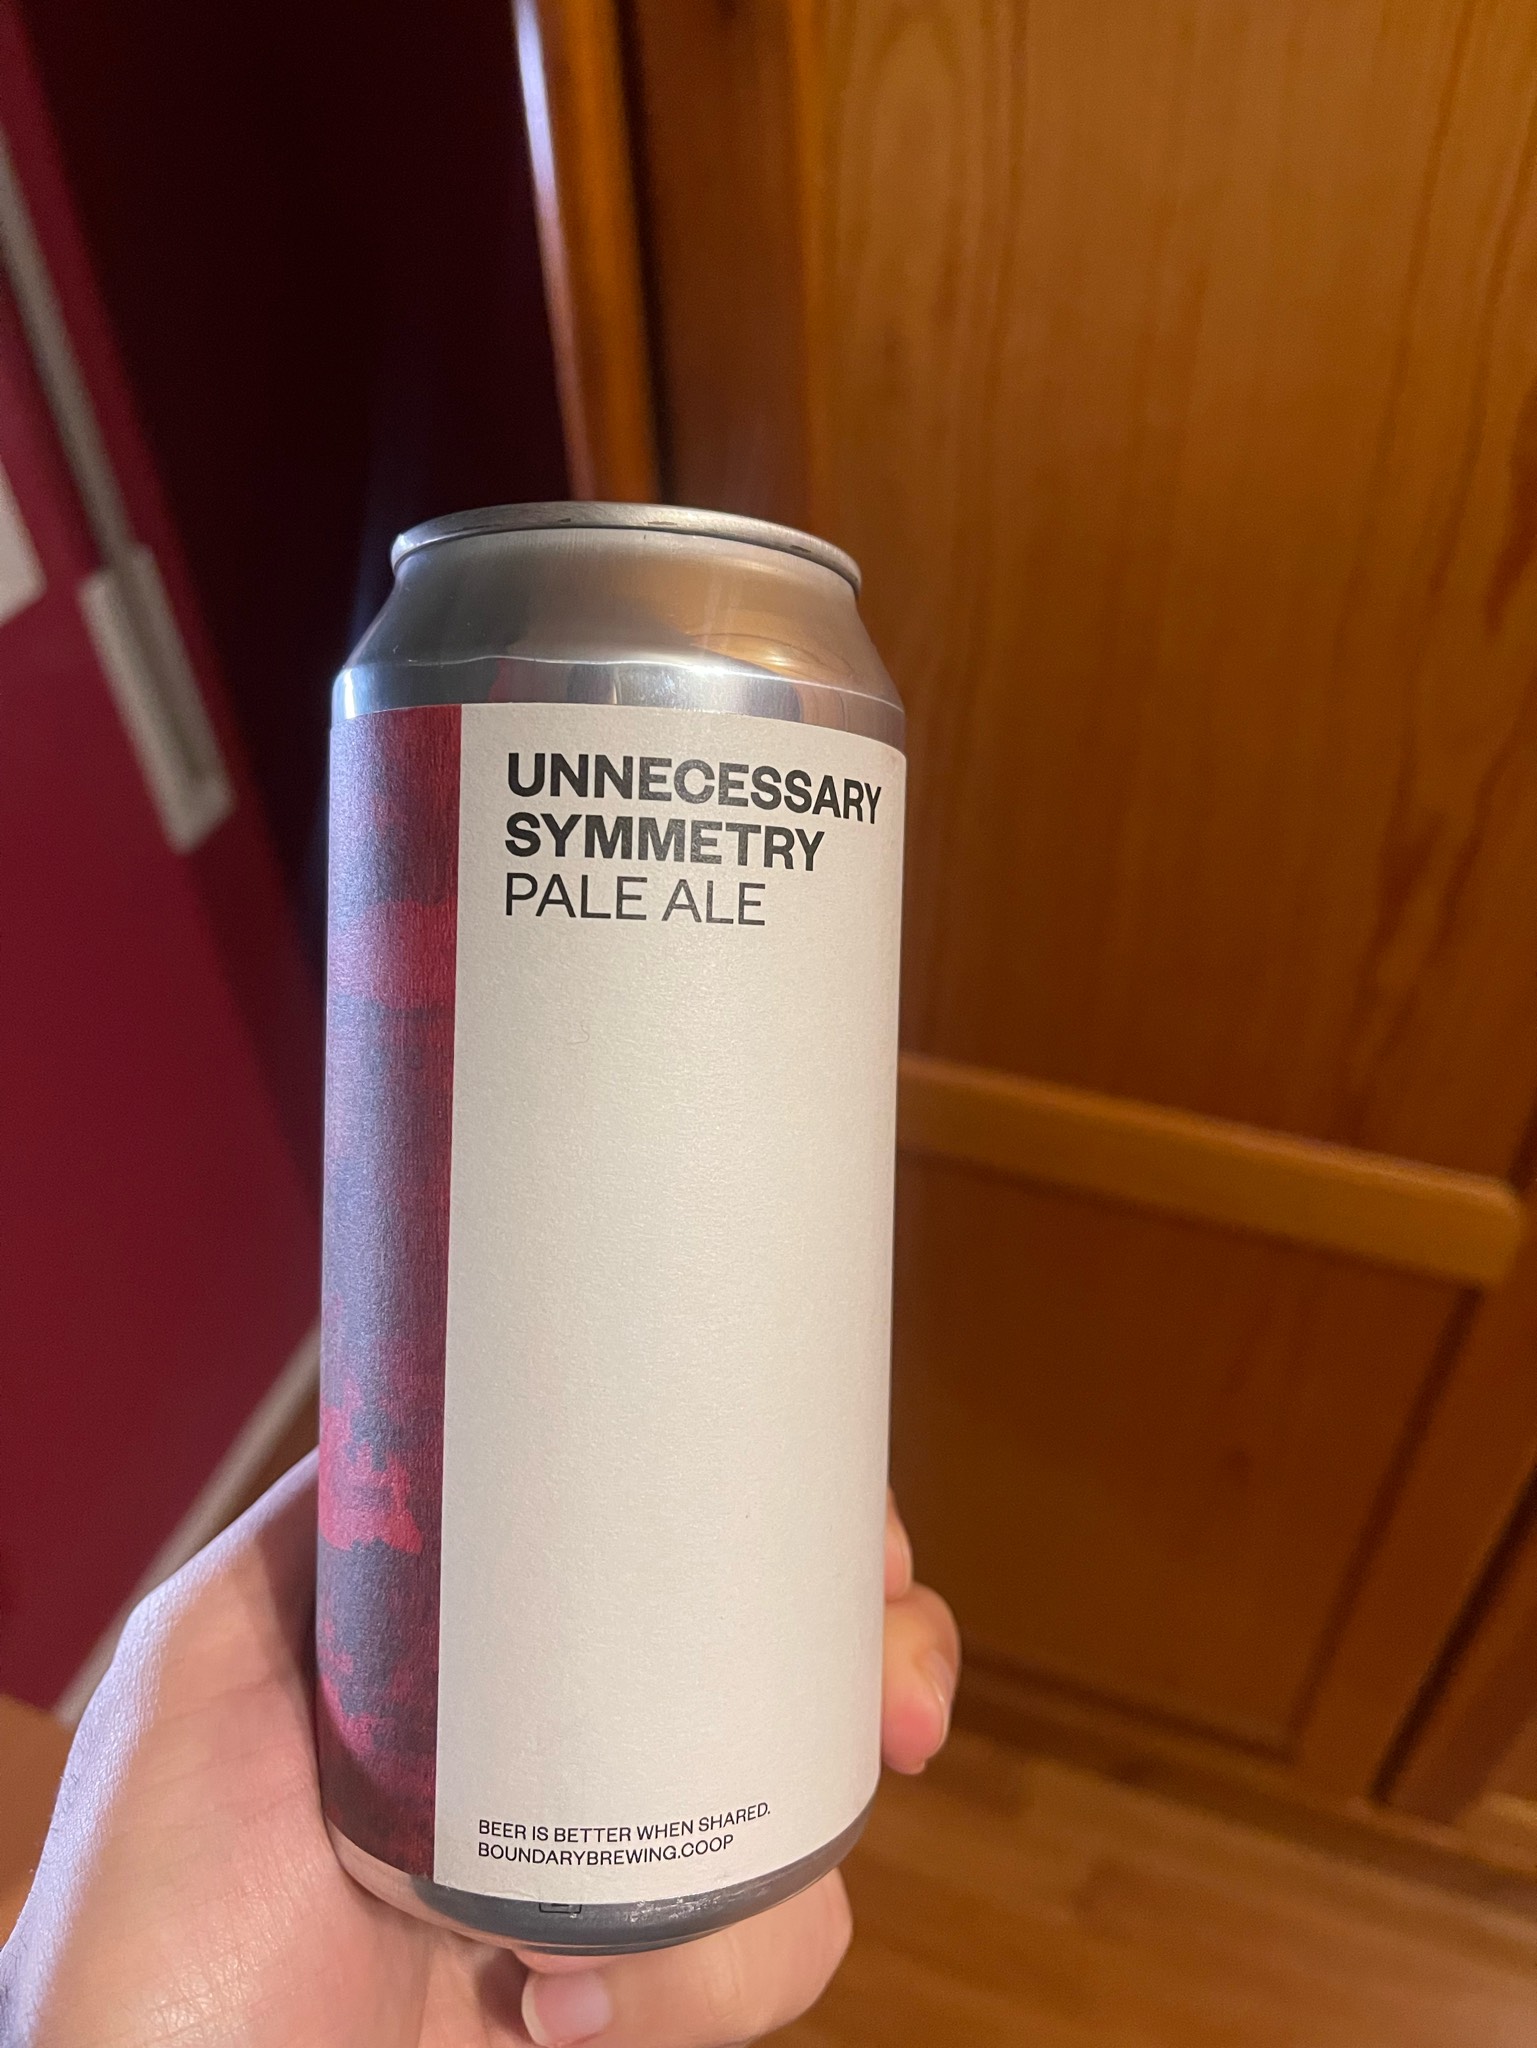 UNNECESSARY
SYMMETRY
PALE ALE
BEER IS BETTER WHEN SHARED.
BOUNDARYBREWING.COOP